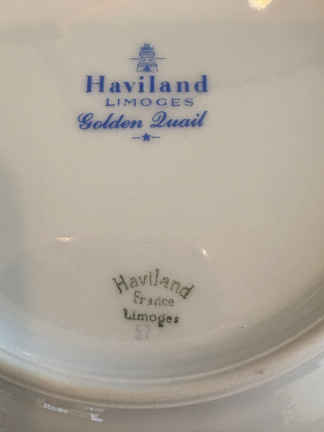 Haviland
LIMOGES
Golden Quail
Haviland
France
Limoges